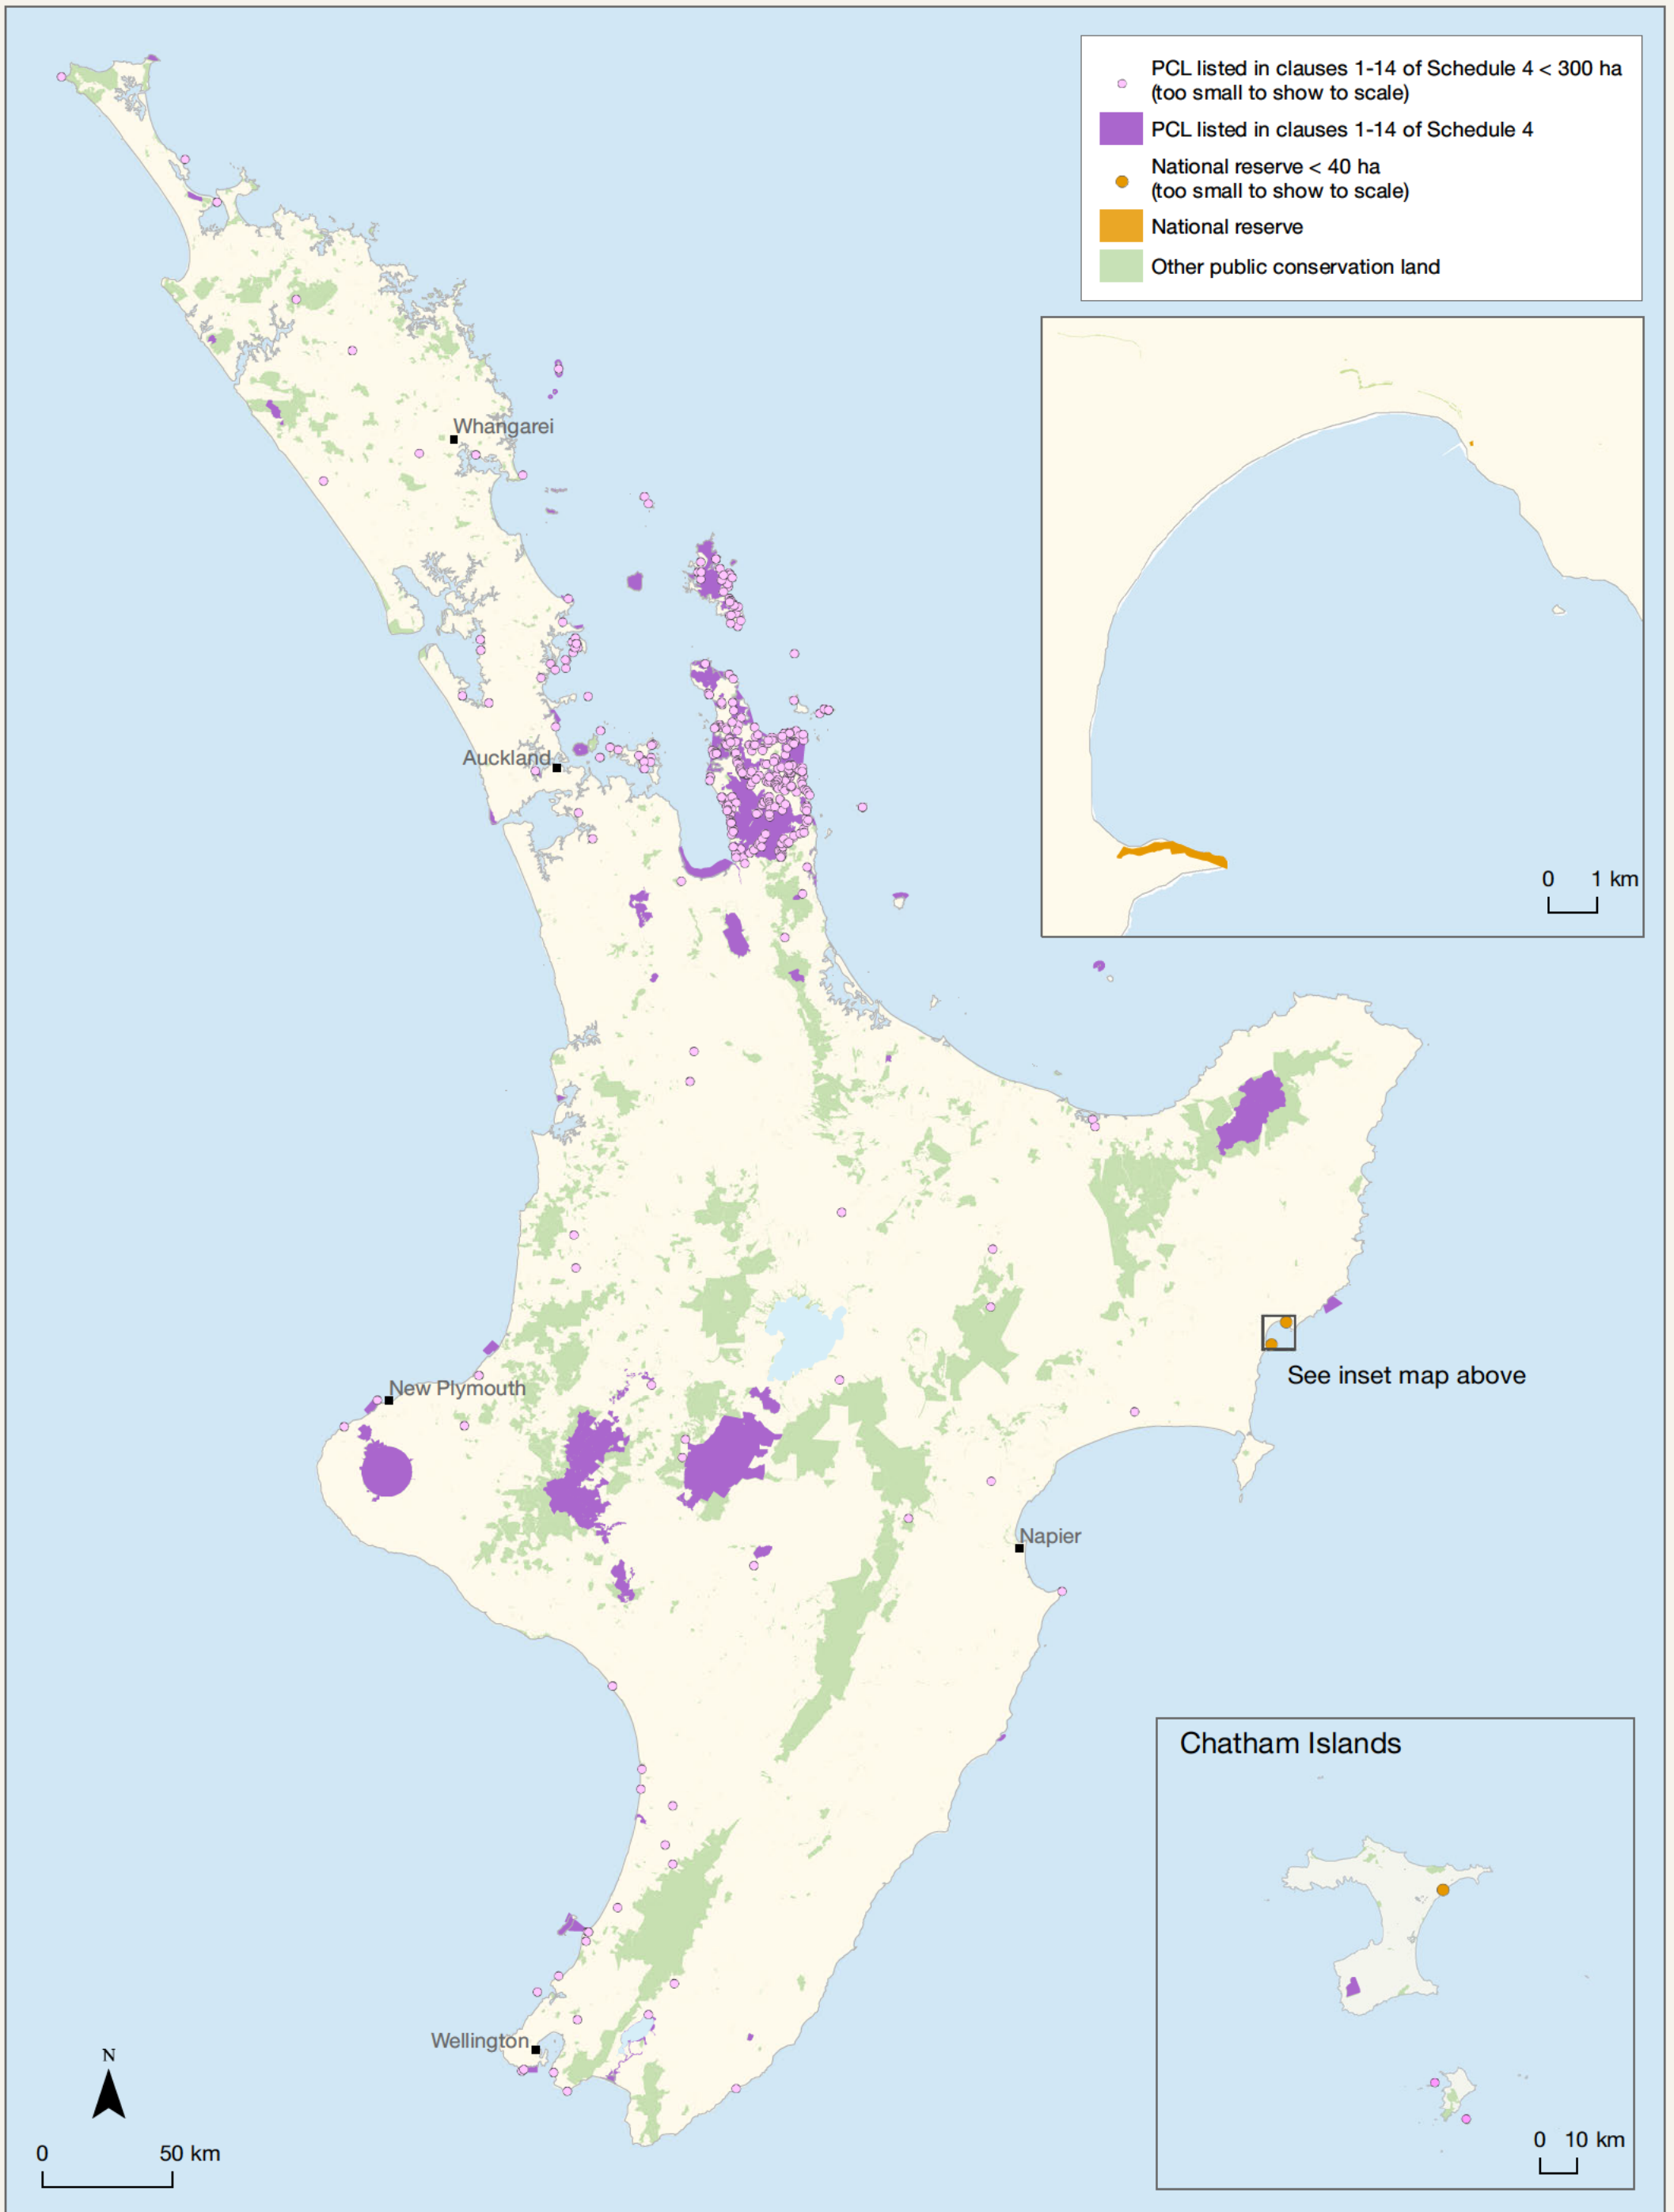 PCL listed in clauses 1-14 of Schedule 4 < 300 ha
(too small to show to scale)
PCL listed in clauses 1-14 of Schedule 4
National reserve < 40 ha
(too small to show to scale)
National reserve
Other public conservation land
0 1 km
Whangarei
Auckland
See inset map above
New Plymouth
Napier
Chatham Islands
0 10 km
Wellington
N
0 50 km